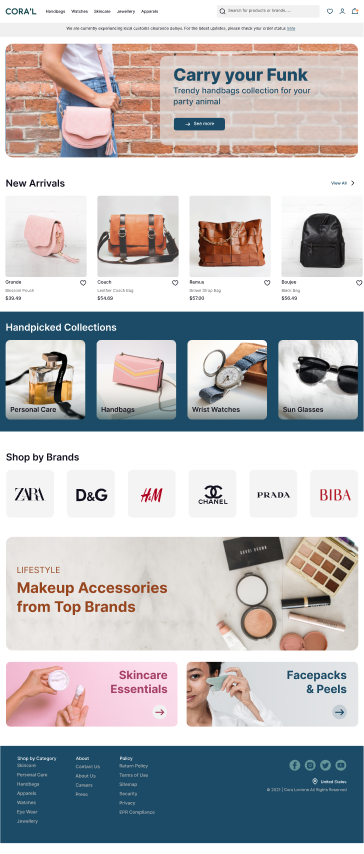 CORA'L
Handbags Watches Skincare Jewellery Apparels
Search for products or brands.....
We are currently experiencing local customs clearance delays. For the latest updates, please check your order status here
Carry your Funk
Trendy handbags collection for your
party animal
See more
New Arrivals
View All
Grande
Blossom Pouch
$39.49
Coach
Leather Coach Bag
$54.69
Remus
Brown Strap Bag
$57.00
Boujee
Black Bag
$56.49
Handpicked Collections
Personal Care
Handbags
Wrist Watches
Sun Glasses
Shop by Brands
ZARA
D&G
H&M
CHANEL
PRADA
BIBA
BOBBI BROWN
LIFESTYLE
Makeup Accessories
from Top Brands
Skincare
Essentials
Facepacks
& Peels
Shop by Category
Skincare
Personal Care
Handbags
Apparels
Watches
Eye Wear
Jewellery
About
Contact Us
About Us
Careers
Press
Policy
Return Policy
Terms of Use
Sitemap
Security
Privacy
EPR Compliance
United States
© 2021 | Cora Leviene All Rights Reserved